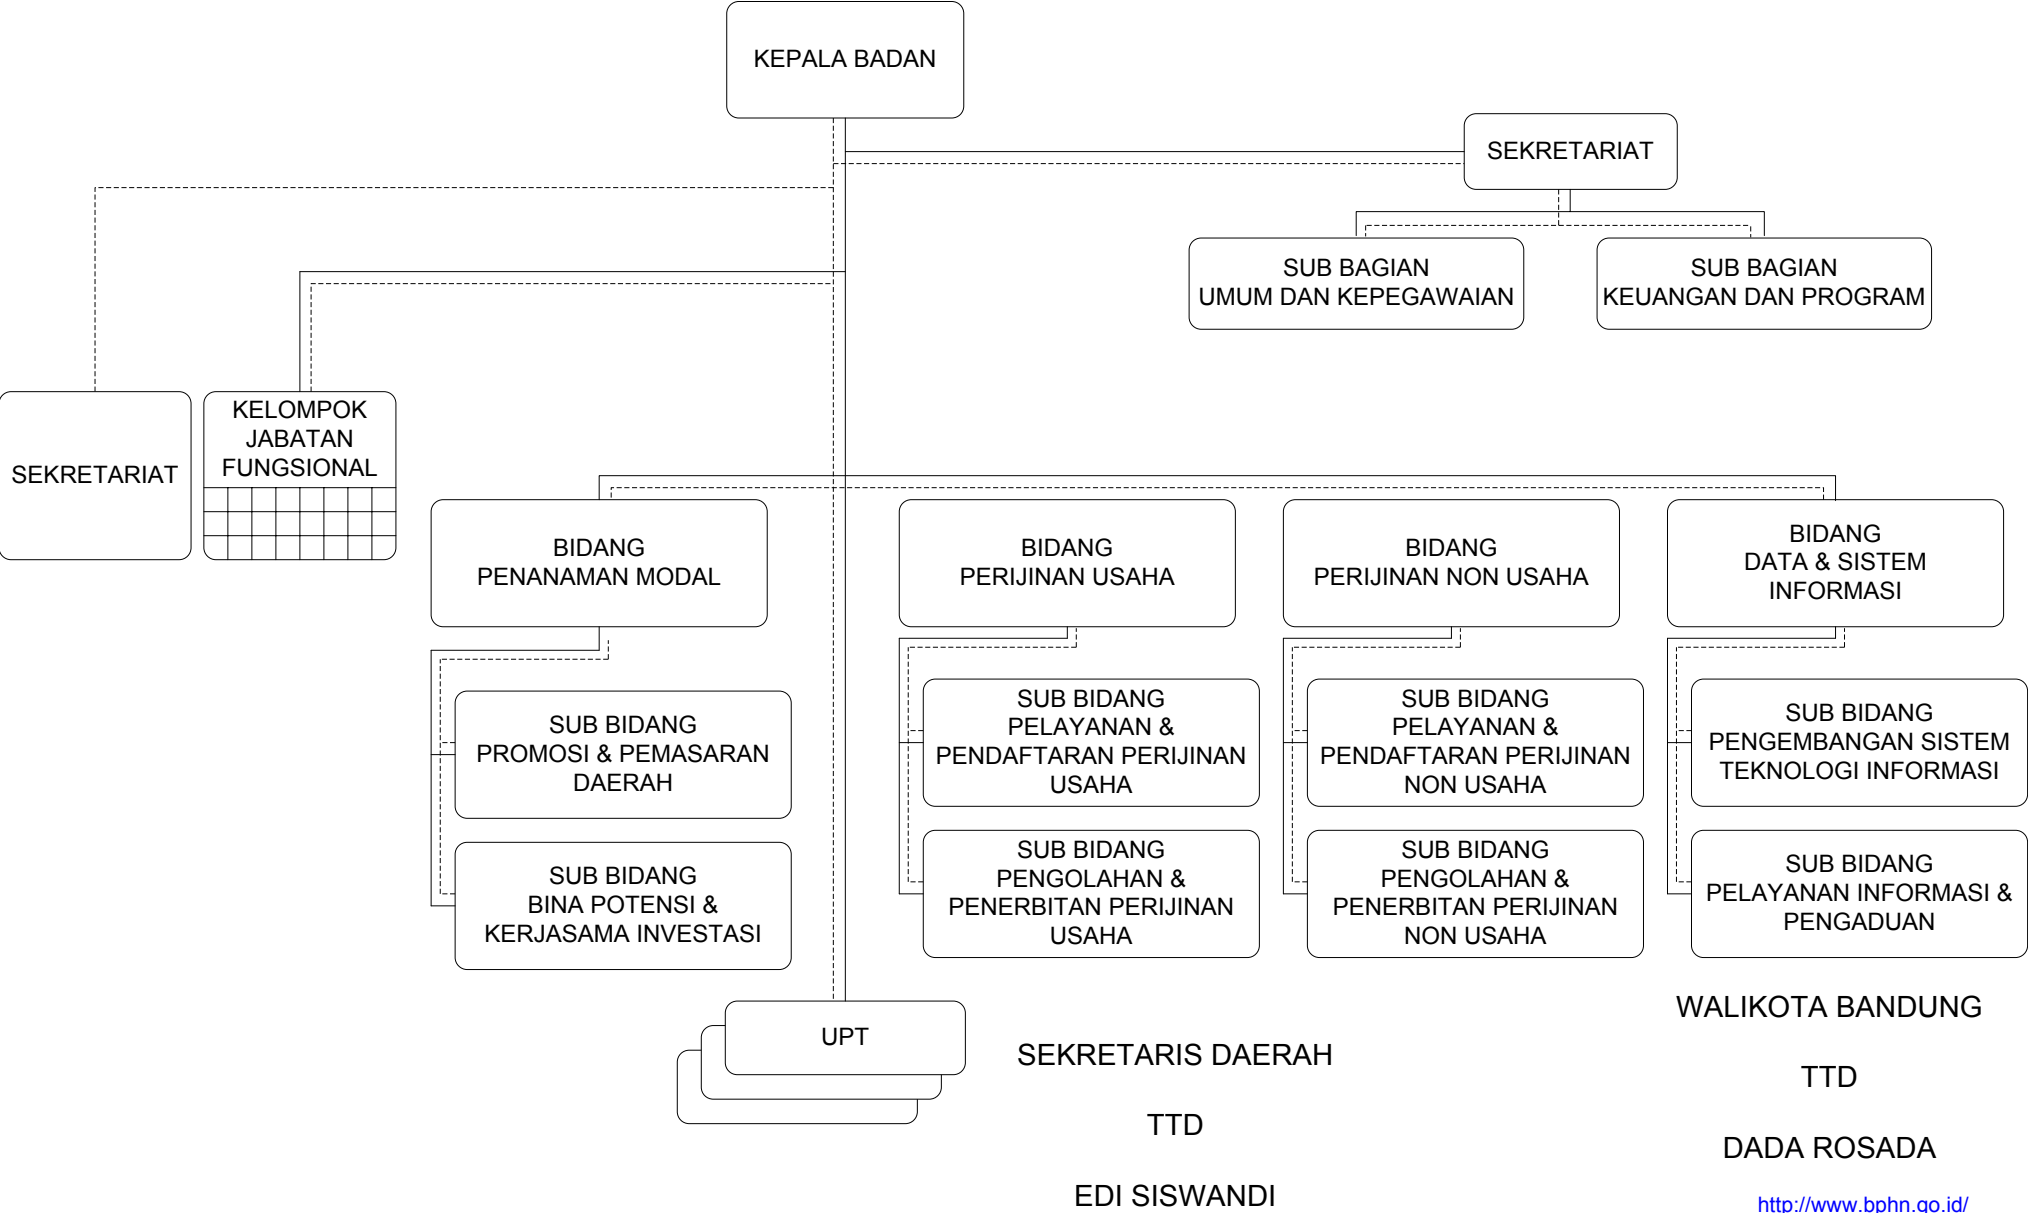 KEPALA BADAN
SEKRETARIAT
SUB BAGIAN
UMUM DAN KEPEGAWAIAN
SUB BAGIAN
KEUANGAN DAN PROGRAM
SEKRETARIAT
KELOMPOK
JABATAN
FUNGSIONAL
BIDANG
PENANAMAN MODAL
BIDANG
PERIJINAN USAHA
BIDANG
PERIJINAN NON USAHA
BIDANG
DATA & SISTEM
INFORMASI
SUB BIDANG
PROMOSI & PEMASARAN
DAERAH
SUB BIDANG
PELAYANAN &
PENDAFTARAN PERIJINAN
USAHA
SUB BIDANG
PELAYANAN &
PENDAFTARAN PERIJINAN
NON USAHA
SUB BIDANG
PENGEMBANGAN SISTEM
TEKNOLOGI INFORMASI
SUB BIDANG
BINA POTENSI &
KERJASAMA INVESTASI
SUB BIDANG
PENGOLAHAN &
PENERBITAN PERIJINAN
USAHA
SUB BIDANG
PENGOLAHAN &
PENERBITAN PERIJINAN
NON USAHA
SUB BIDANG
PELAYANAN INFORMASI &
PENGADUAN
UPT
SEKRETARIS DAERAH
TTD
EDI SISWANDI
WALIKOTA BANDUNG
TTD
DADA ROSADA
http://www.bphn.go.id/